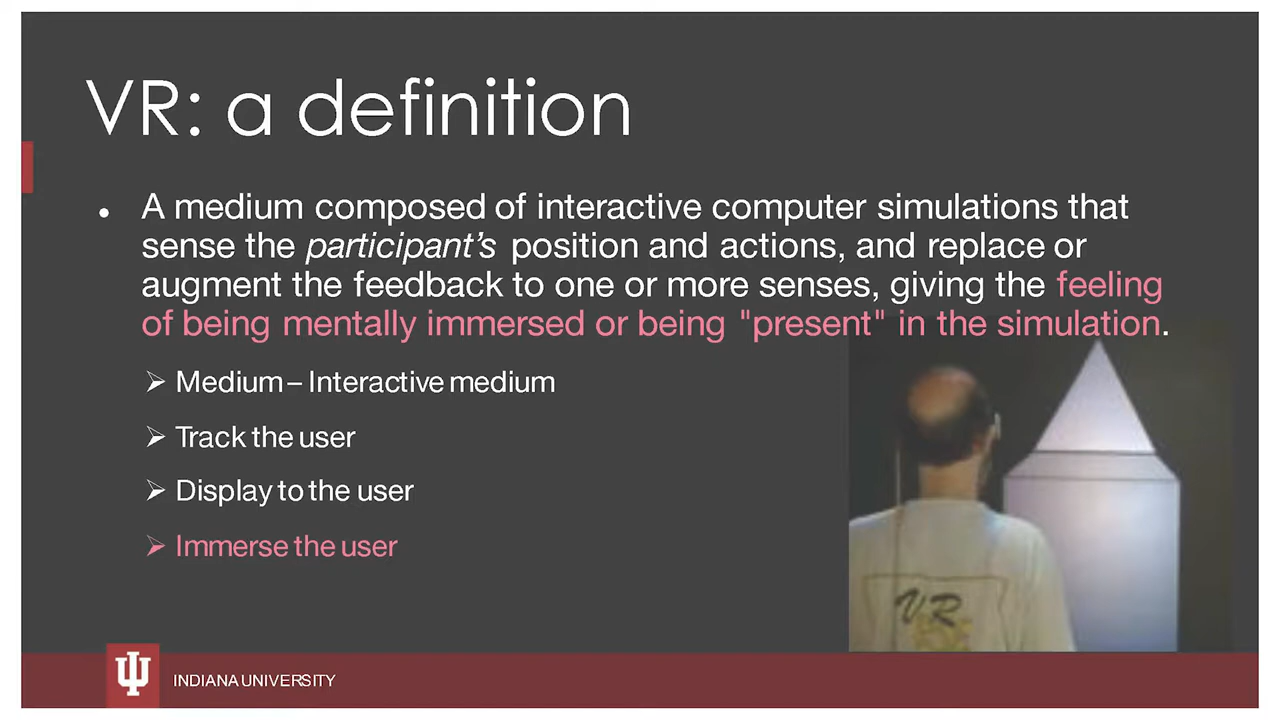 VR: a definition
• A medium composed of interactive computer simulations that
sense the participant's position and actions, and replace or
augment the feedback to one or more senses, giving the feeling
of being mentally immersed or being "present" in the simulation.
➢ Medium – Interactive medium
➢ Track the user
➢ Display to the user
➢ Immerse the user
VR
INDIANA UNIVERSITY